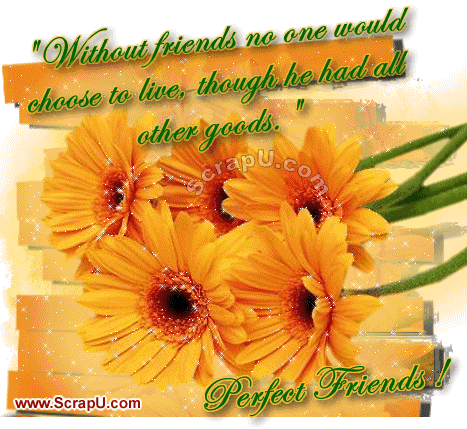 "Without friends no one would
choose to live, though he had all
other goods. "
ScrapU.com
Perfect Friends !
www.ScrapU.com